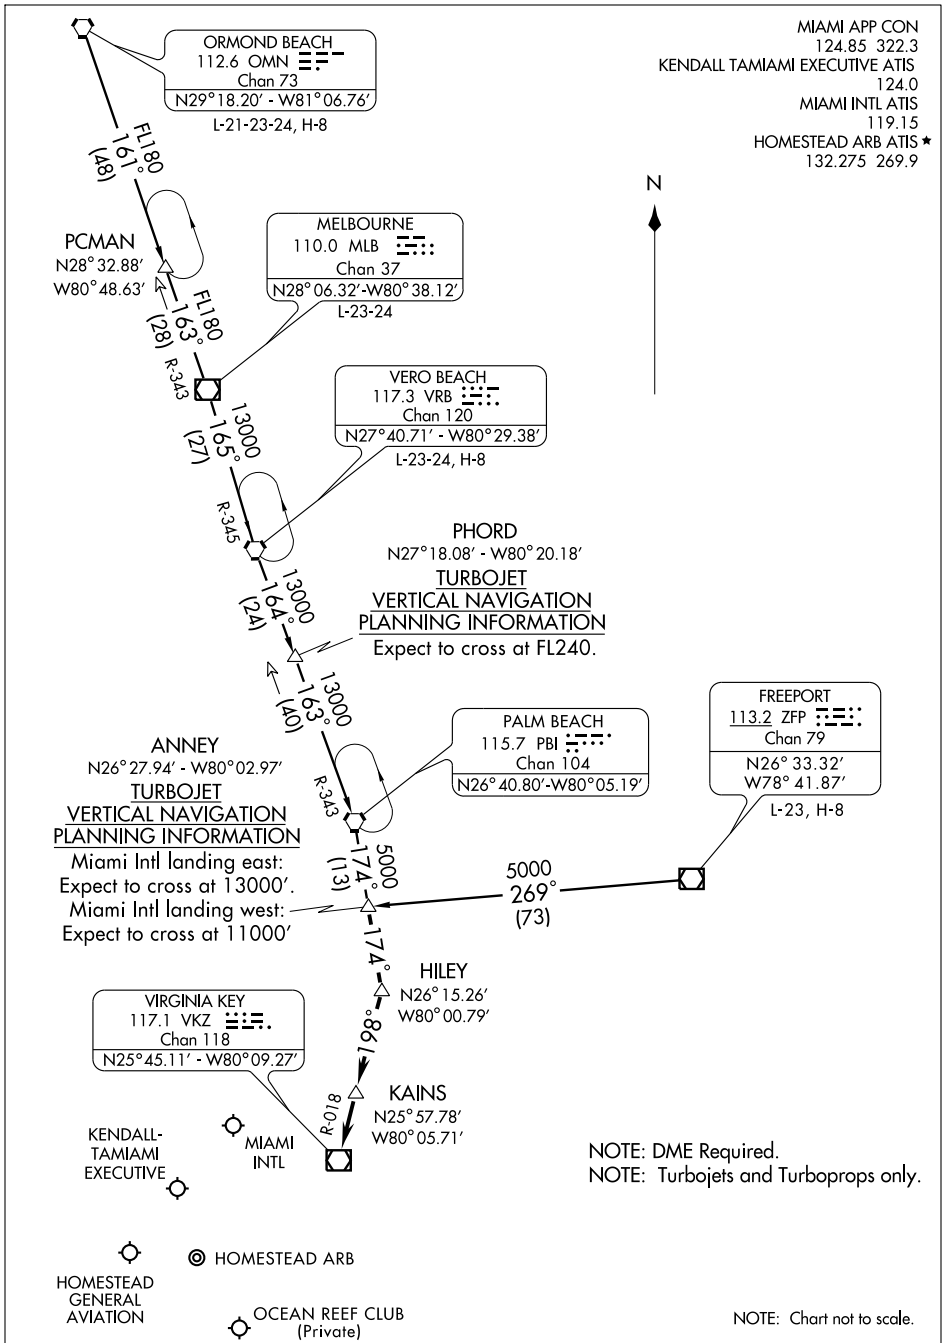 ORMOND BEACH
112.6 OMN
Chan 73
N29°18.20' - W81°06.76'
L-21-23-24, H-8
MIAMI APP CON
124.85 322.3
KENDALL TAMIAMI EXECUTIVE ATIS
124.0
MIAMI INTL ATIS
119.15
HOMESTEAD ARB ATIS ★
132.275 269.9
N
FL180
161°
(48)
PCMAN
N28°32.88'
W80°48.63'
MELBOURNE
110.0 MLB
Chan 37
N28°06.32'-W80°38.12'
L-23-24
FL180
163°
(28)
R-343
VERO BEACH
117.3 VRB
Chan 120
N27°40.71' - W80°29.38'
L-23-24, H-8
13000
165°
(27)
R-345
PHORD
N27°18.08' - W80°20.18'
TURBOJET
VERTICAL NAVIGATION
PLANNING INFORMATION
Expect to cross at FL240.
13000
164°
(24)
13000
163°
(40)
R-343
PALM BEACH
115.7 PBI
Chan 104
N26°40.80'-W80°05.19'
FREEPORT
113.2 ZFP
Chan 79
N26°33.32'
W78°41.87'
L-23, H-8
ANNEY
N26°27.94' - W80°02.97'
TURBOJET
VERTICAL NAVIGATION
PLANNING INFORMATION
Miami Intl landing east:
Expect to cross at 13000'.
Miami Intl landing west:
Expect to cross at 11000'
5000
174°
(13)
5000
269°
(73)
174°
HILEY
N26°15.26'
W80°00.79'
198°
VIRGINIA KEY
117.1 VKZ
Chan 118
N25°45.11' - W80°09.27'
KAINS
N25°57.78'
W80°05.71'
R-018
KENDALL-
TAMIAMI
EXECUTIVE
MIAMI
INTL
NOTE: DME Required.
NOTE: Turbojets and Turboprops only.
HOMESTEAD
GENERAL
AVIATION
HOMESTEAD ARB
OCEAN REEF CLUB
(Private)
NOTE: Chart not to scale.